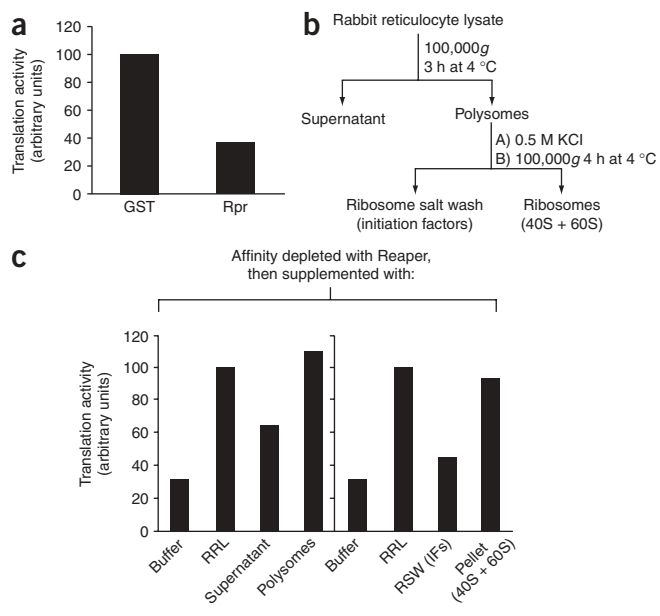 a
Translation activity
(arbitrary units)
120
100
80
60
40
20
0
GST
Rpr
b
Rabbit reticulocyte lysate
100,000g
3 h at 4 °C
Supernatant
Polysomes
A) 0.5 M KCl
B) 100,000g 4 h at 4 °C
Ribosome salt wash
(initiation factors)
Ribosomes
(40S + 60S)
c
Affinity depleted with Reaper,
then supplemented with:
Translation activity
(arbitrary units)
120
100
80
60
40
20
0
Buffer
RRL
Supernatant
Polysomes
Buffer
RRL
RSW (IFs)
Pellet
(40S + 60S)